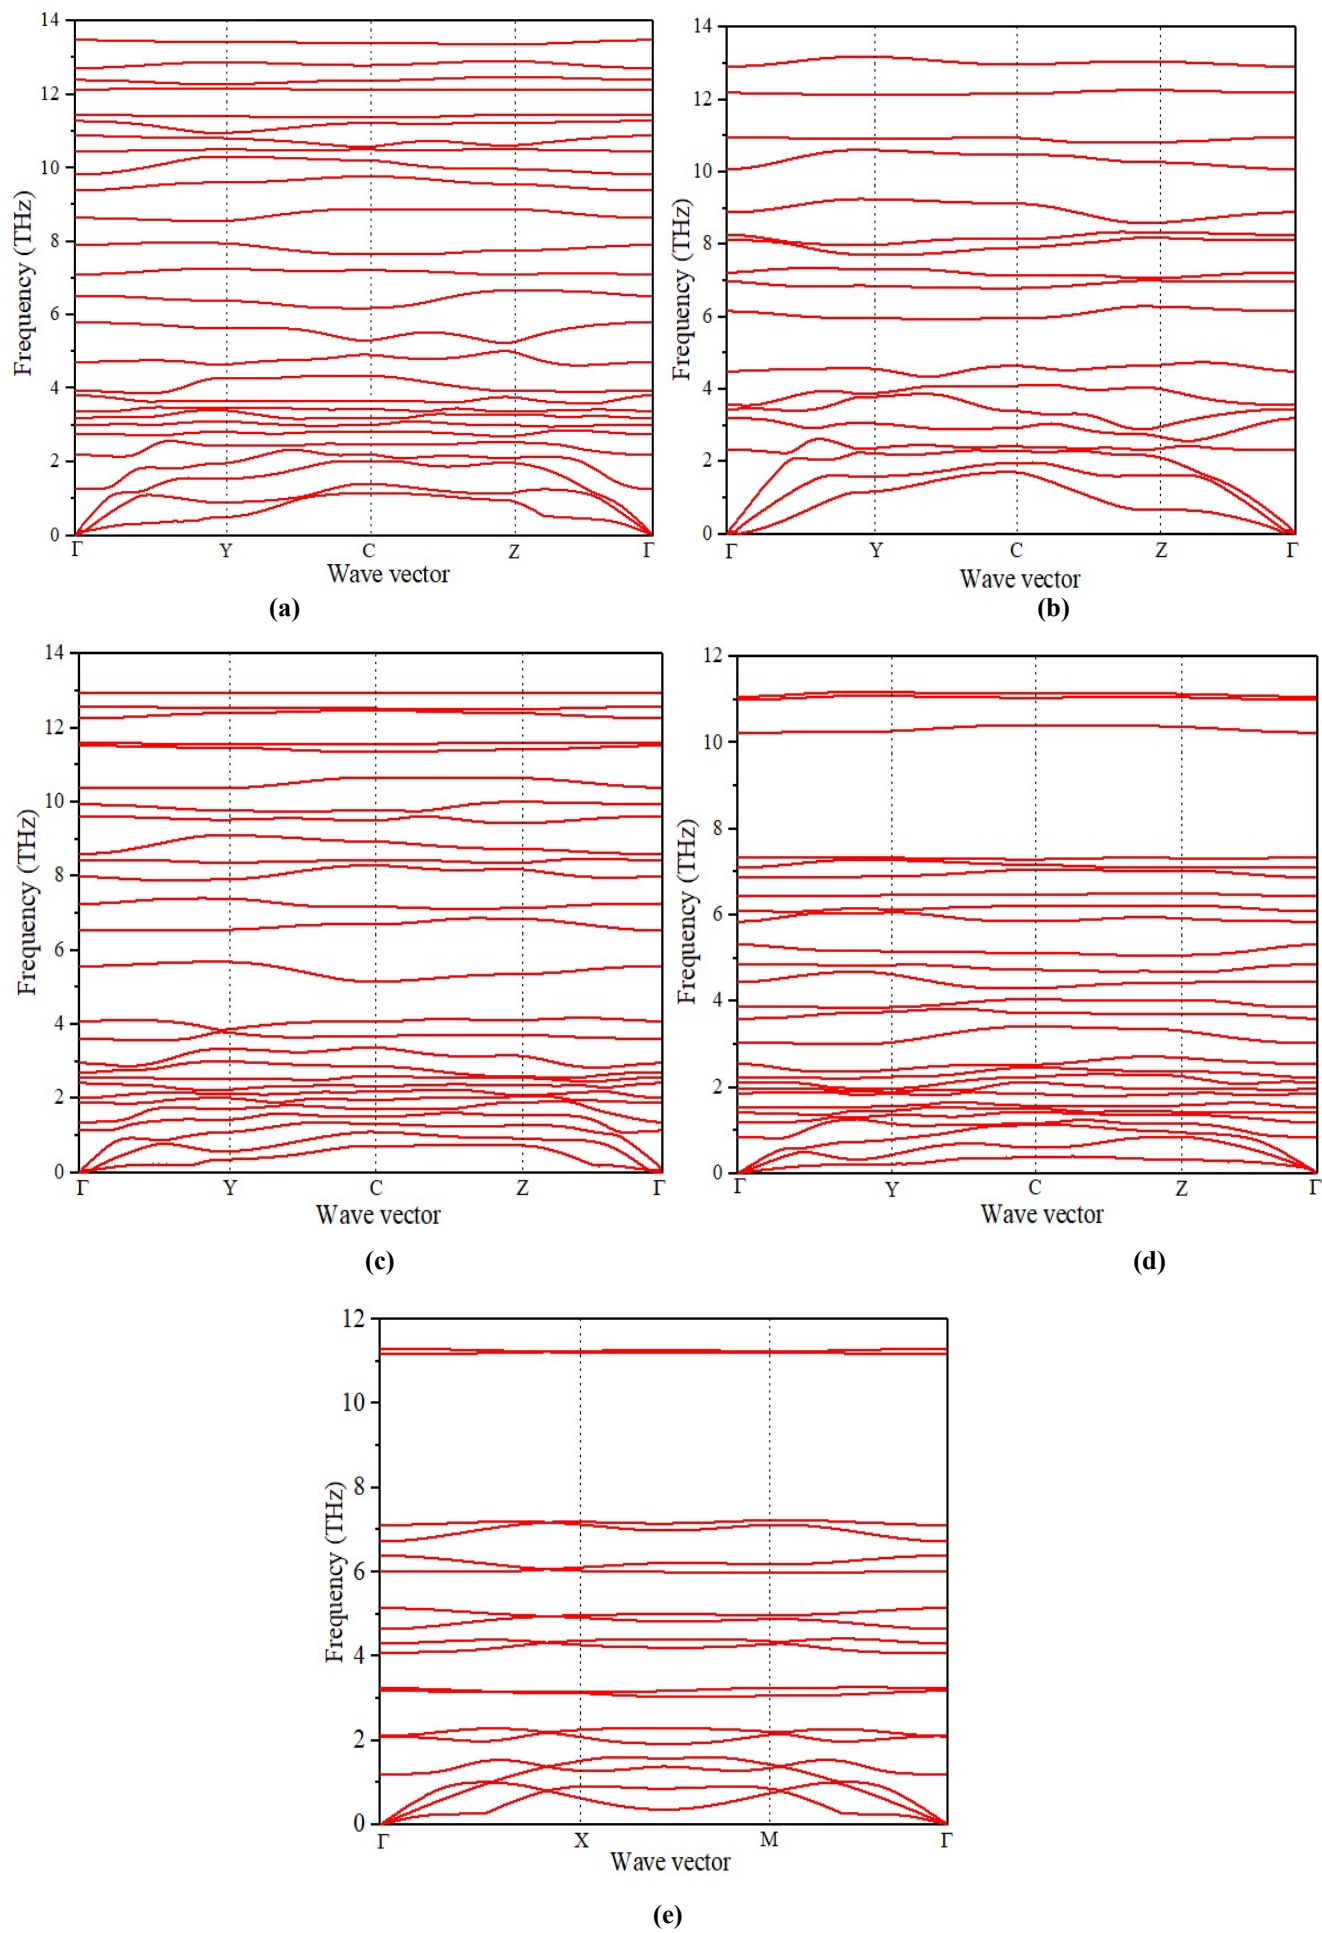 14
12
10
8
6
4
2
0
Frequency (THz)
Γ Y C Z Γ
Wave vector
(a)
14
12
10
8
6
4
2
0
Frequency (THz)
Γ Y C Z Γ
Wave vector
(b)
14
12
10
8
6
4
2
0
Frequency (THz)
Γ Y C Z Γ
Wave vector
(c)
12
10
8
6
4
2
0
Frequency (THz)
Γ Y C Z Γ
Wave vector
(d)
12
10
8
6
4
2
0
Frequency (THz)
Γ X M Γ
Wave vector
(e)